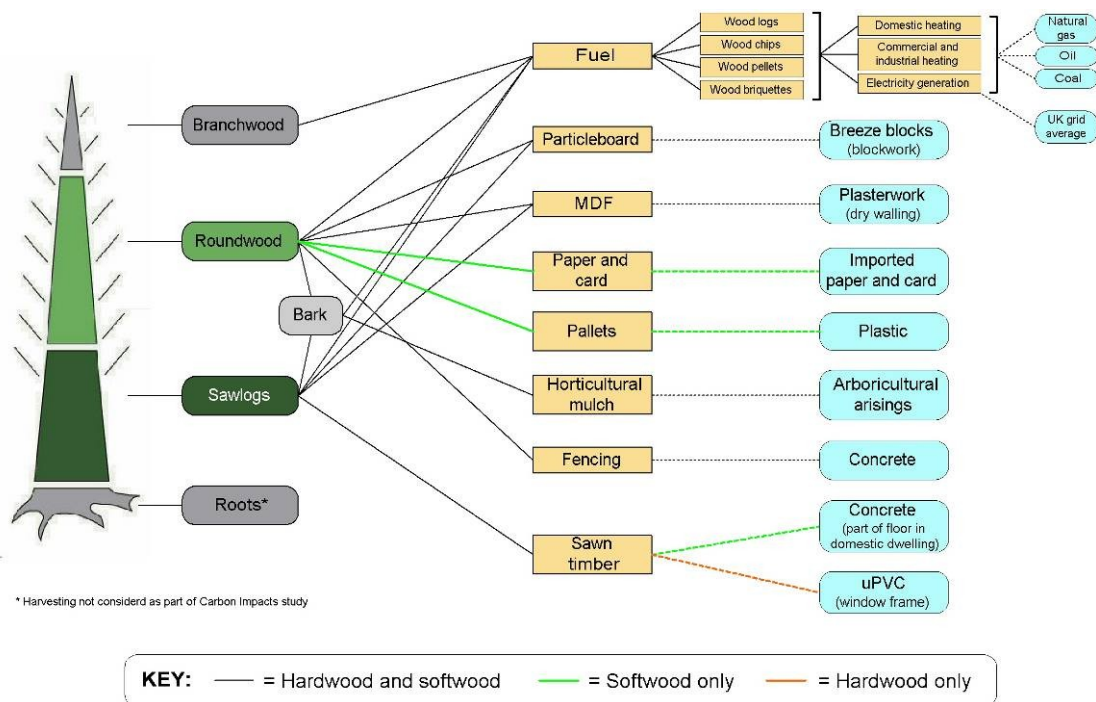 Branchwood
Roundwood
Bark
Sawlogs
Roots*
* Harvesting not considerd as part of Carbon Impacts study
Fuel
Particleboard
MDF
Paper and
card
Pallets
Horticultural
mulch
Fencing
Sawn
timber
Wood logs
Wood chips
Wood pellets
Wood briquettes
Domestic heating
Commercial and
industrial heating
Electricity generation
Natural
gas
Oil
Coal
UK grid
average
Breeze blocks
(blockwork)
Plasterwork
(dry walling)
Imported
paper and card
Plastic
Arboricultural
arisings
Concrete
Concrete
(part of floor in
domestic dwelling)
uPVC
(window frame)
KEY: = Hardwood and softwood = Softwood only = Hardwood only